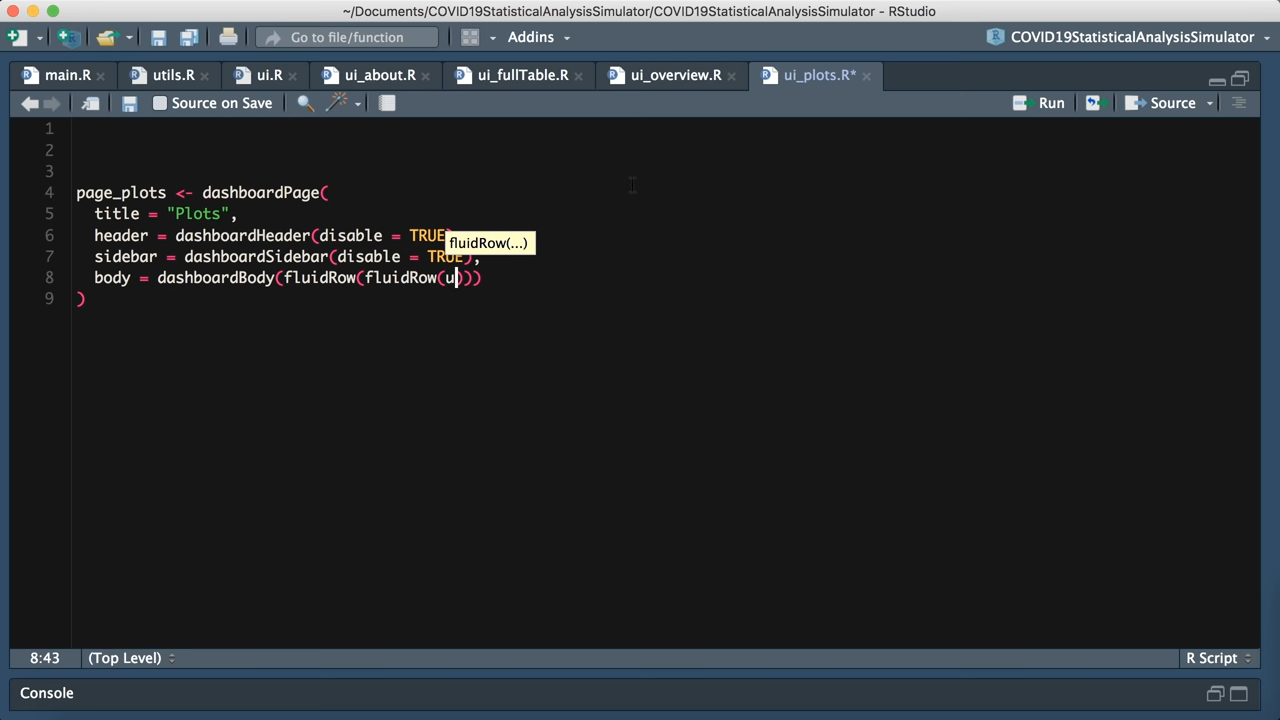 ~/Documents/COVID19StatisticalAnalysisSimulator/COVID19StatisticalAnalysisSimulator - RStudio
Go to file/function Addins COVID19StatisticalAnalysisSimulator
main.R utils.R ui.R ui_about.R ui_fullTable.R ui_overview.R ui_plots.R*
Source on Save Run Source
1
2
3
4 page_plots <- dashboardPage(
5 title = "Plots",
6 header = dashboardHeader(disable = TRUE
fluidRow(...)
7 sidebar = dashboardSidebar(disable = TRUE),
8 body = dashboardBody(fluidRow(fluidRow(u)))
9 )
8:43 (Top Level) R Script
Console